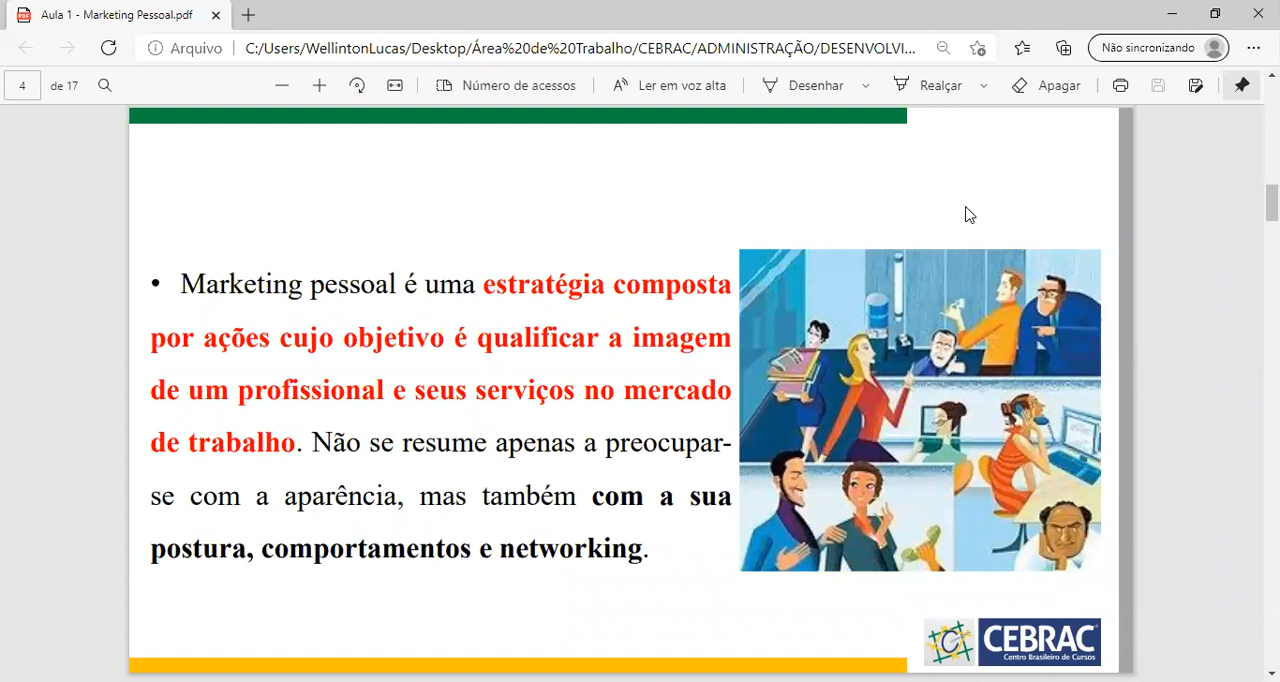 Aula 1 - Marketing Pessoal.pdf
Arquivo
C:/Users/WellintonLucas/Desktop/Área%20de%20Trabalho/CEBRAC/ADMINISTRAÇÃO/DESENVOLVI...
Não sincronizando
4 de 17
Número de acessos
Ler em voz alta
Desenhar
Realçar
Apagar
• Marketing pessoal é uma estratégia composta
por ações cujo objetivo é qualificar a imagem
de um profissional e seus serviços no mercado
de trabalho. Não se resume apenas a preocupar-
se com a aparência, mas também com a sua
postura, comportamentos e networking.
CEBRAC
Centro Brasileiro de Cursos